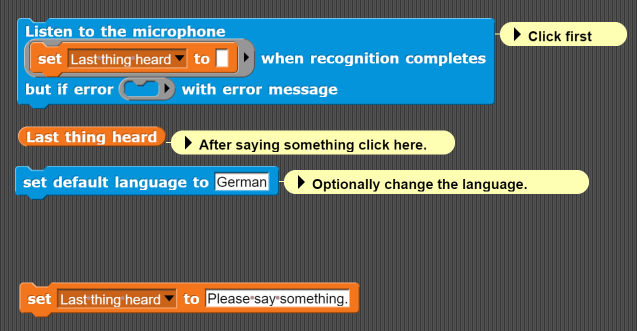 Listen to the microphone
Click first
set Last thing heard to when recognition completes
but if error with error message
Last thing heard
After saying something click here.
set default language to German
Optionally change the language.
set Last thing heard to Please say something.